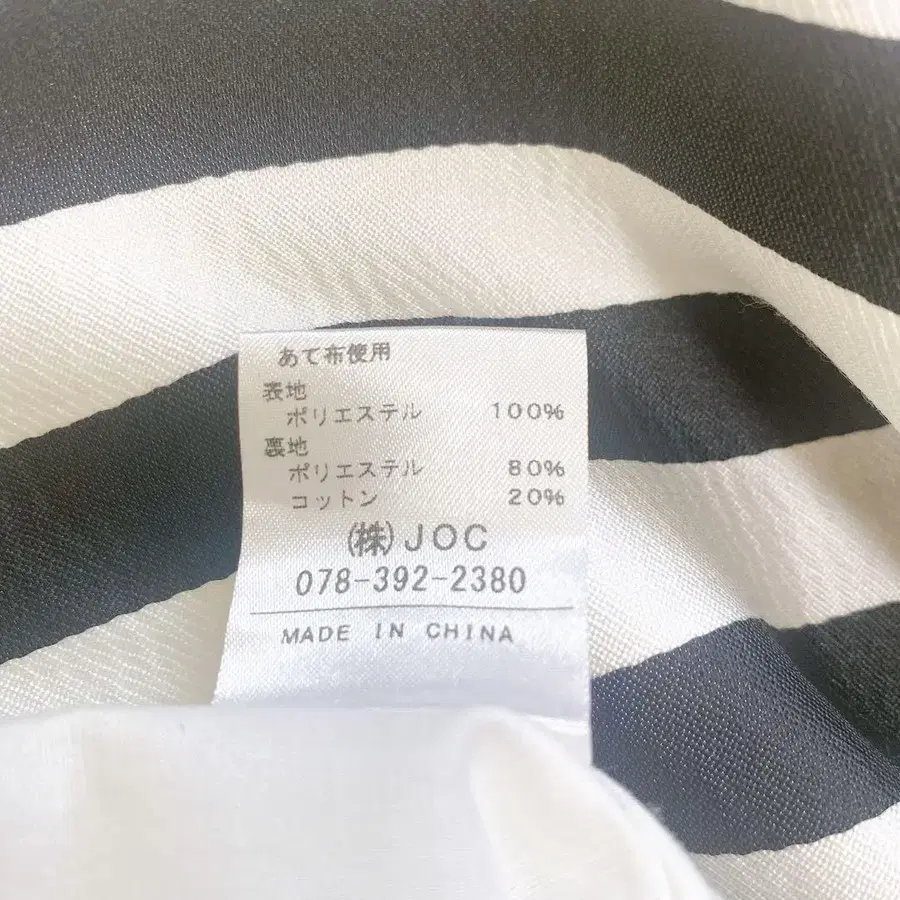 あて布使用
表地
ポリエステル 100%
裏地
ポリエステル 80%
コットン 20%
(株)JOC
078-392-2380
MADE IN CHINA